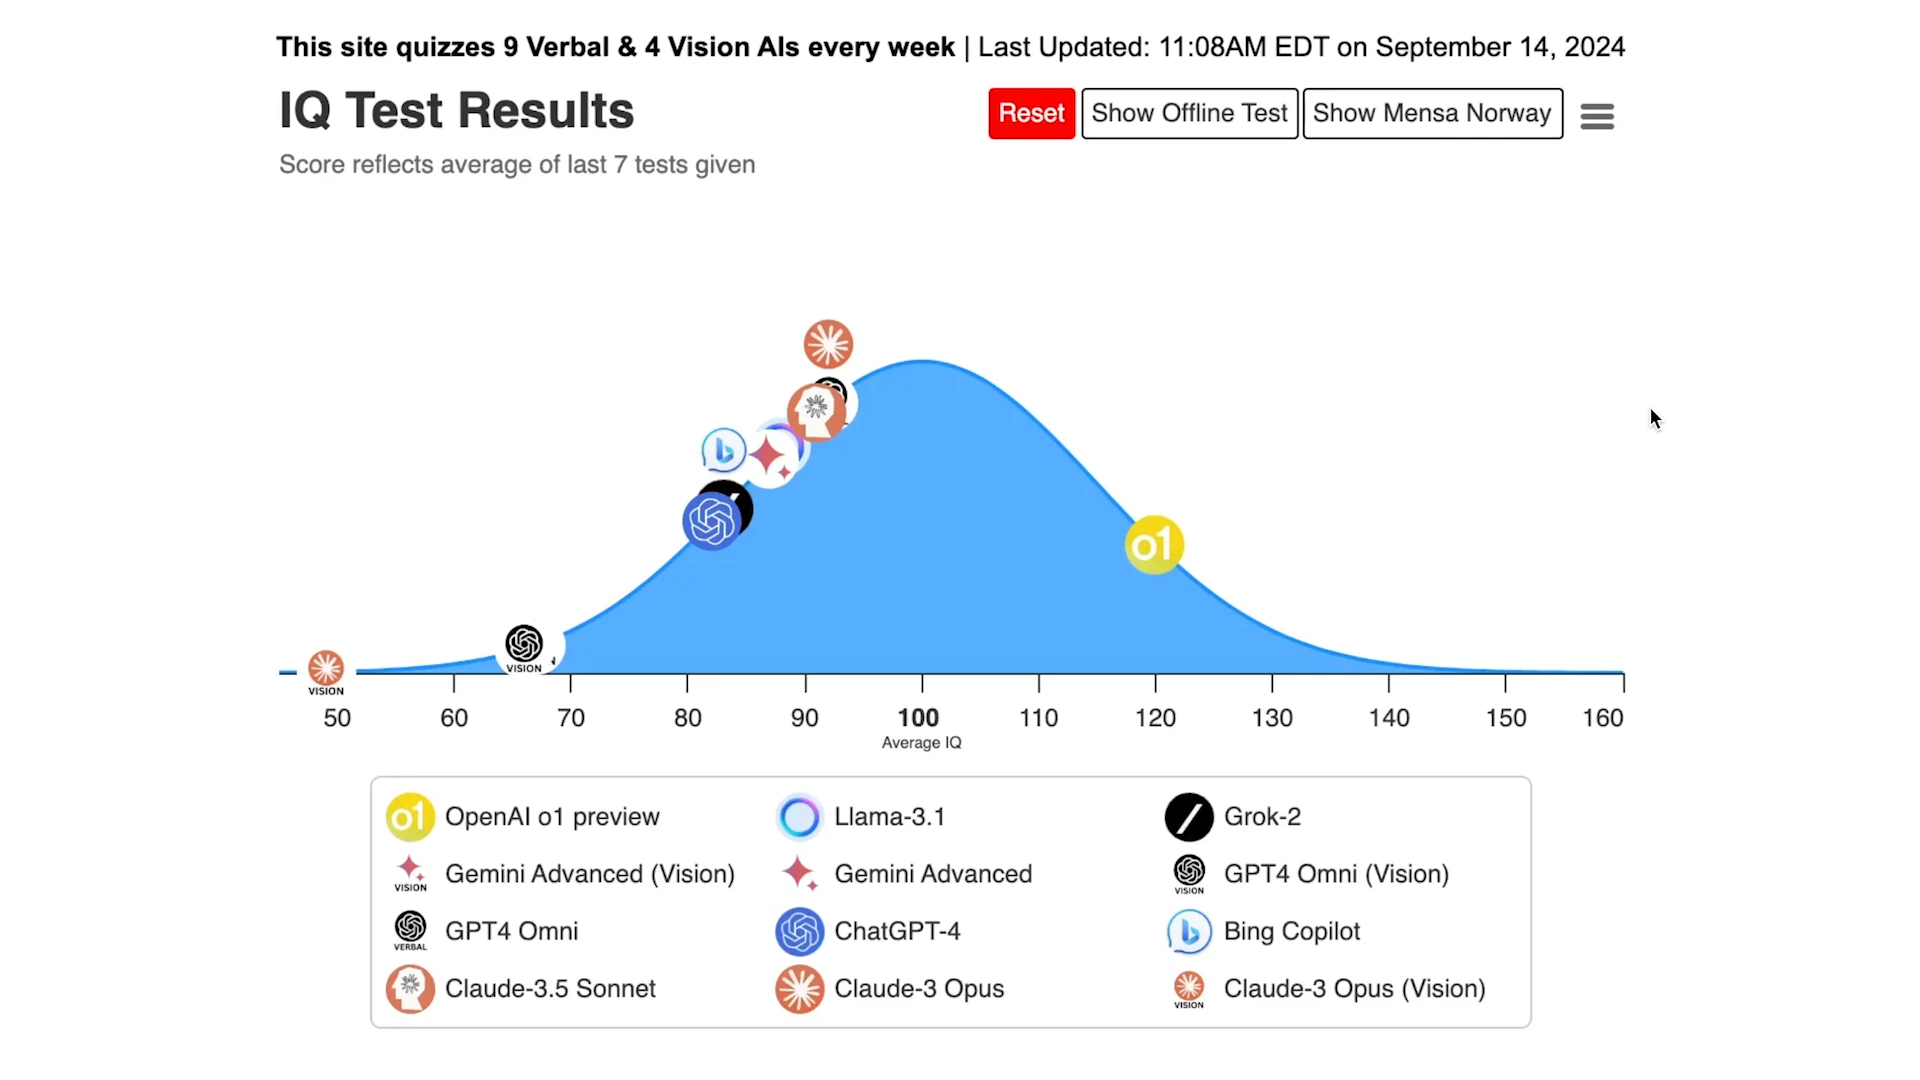 This site quizzes 9 Verbal & 4 Vision AIs every week | Last Updated: 11:08AM EDT on September 14, 2024
IQ Test Results
Reset
Show Offline Test
Show Mensa Norway
Score reflects average of last 7 tests given
o1
VISION
VISION
50
60
70
80
90
100
110
120
130
140
150
160
Average IQ
o1 OpenAI o1 preview
Llama-3.1
Grok-2
VISION Gemini Advanced (Vision)
Gemini Advanced
VISION GPT4 Omni (Vision)
VERBAL GPT4 Omni
ChatGPT-4
Bing Copilot
Claude-3.5 Sonnet
Claude-3 Opus
VISION Claude-3 Opus (Vision)